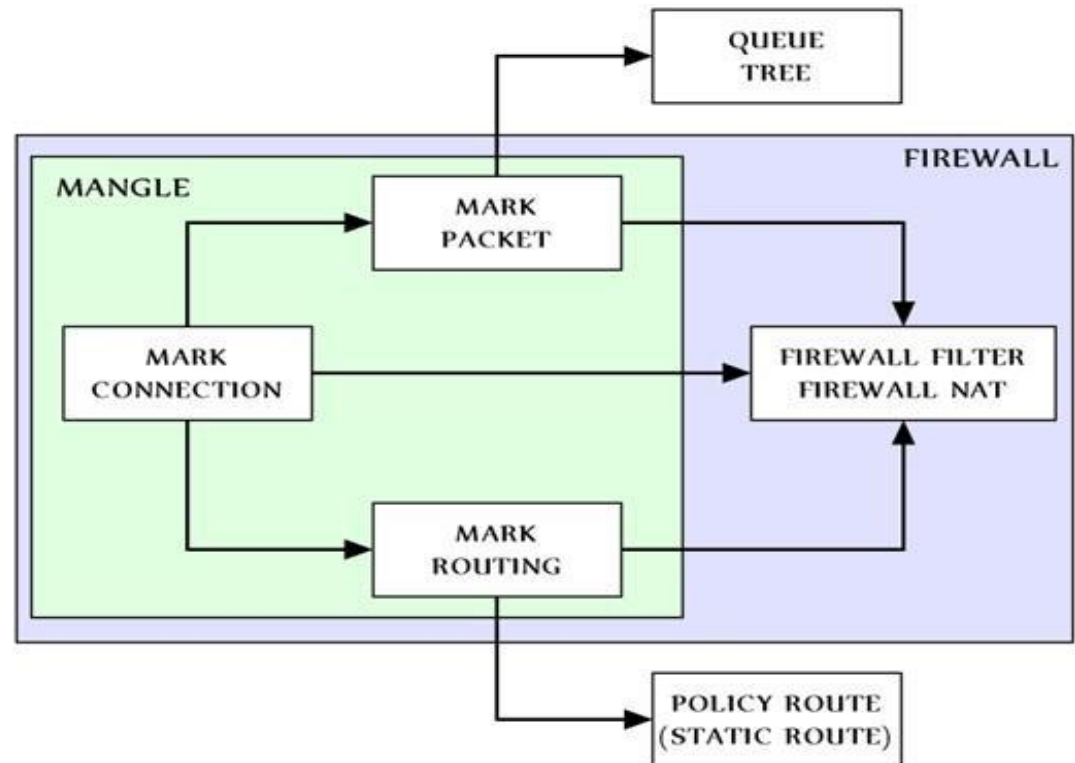 QUEUE
TREE
FIREWALL
MANGLE
MARK
PACKET
MARK
CONNECTION
FIREWALL FILTER
FIREWALL NAT
MARK
ROUTING
POLICY ROUTE
(STATIC ROUTE)